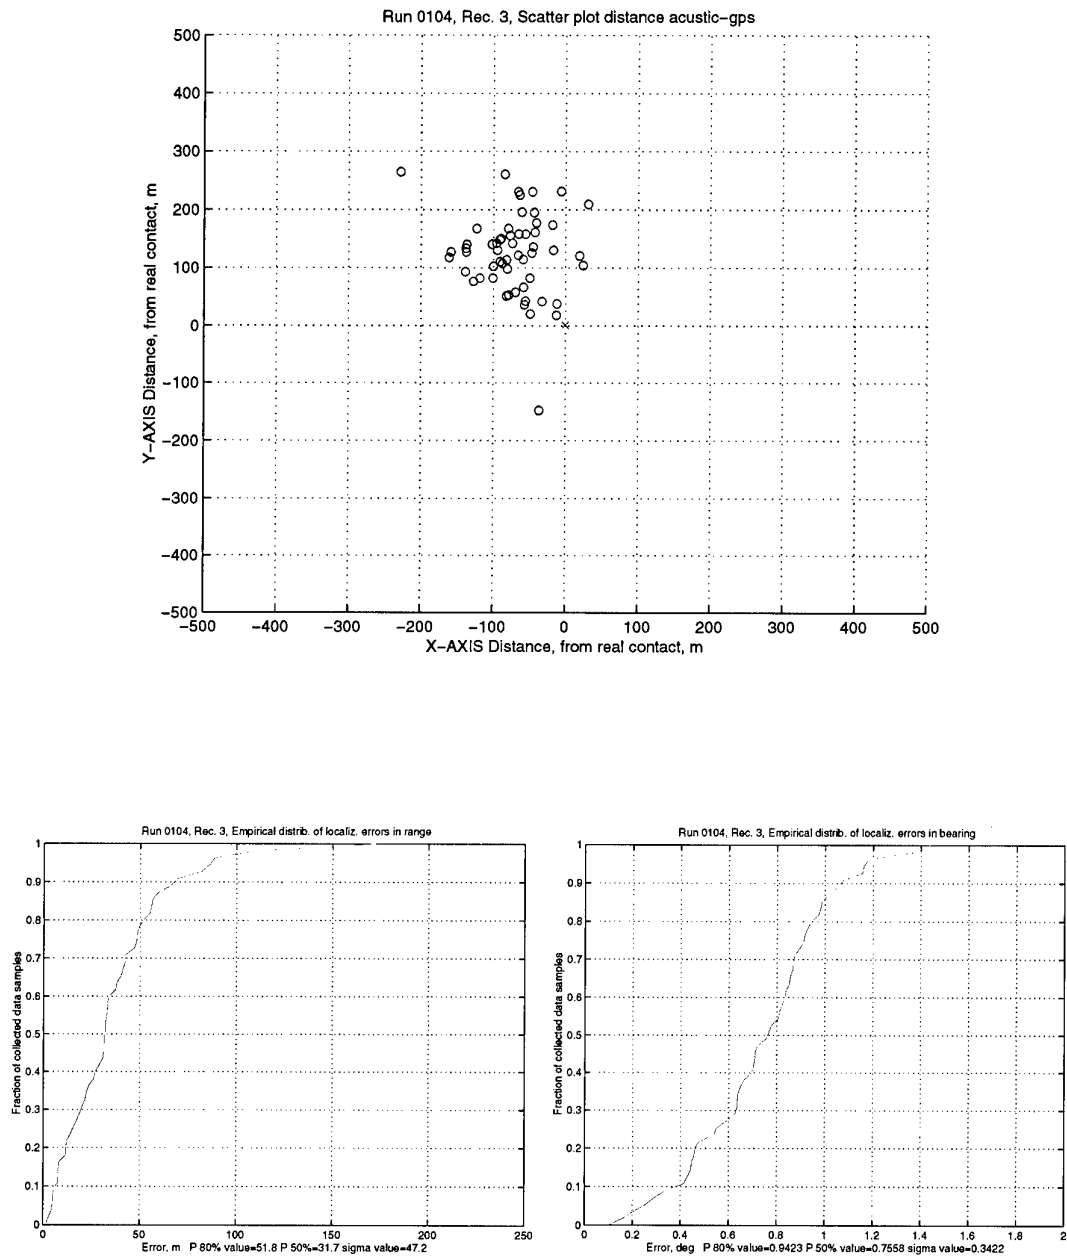 Run 0104, Rec. 3, Scatter plot distance acustic-gps
500
400
300
200
100
0
-100
-200
-300
-400
-500
Y-AXIS Distance, from real contact, m
-500 -400 -300 -200 -100 0 100 200 300 400 500
X-AXIS Distance, from real contact, m
Run 0104, Rec. 3, Empirical distrib. of localiz. errors in range
1
0.9
0.8
0.7
0.6
0.5
0.4
0.3
0.2
0.1
0
Fraction of collected data samples
0 50 100 150 200 250
Error, m P 80% value=51.8 P 50%=31.7 sigma value=47.2
Run 0104, Rec. 3, Empirical distrib. of localiz. errors in bearing
1
0.9
0.8
0.7
0.6
0.5
0.4
0.3
0.2
0.1
0
Fraction of collected data samples
0 0.2 0.4 0.6 0.8 1 1.2 1.4 1.6 1.8 2
Error, deg P 80% value=0.9423 P 50% value=0.7558 sigma value=0.3422